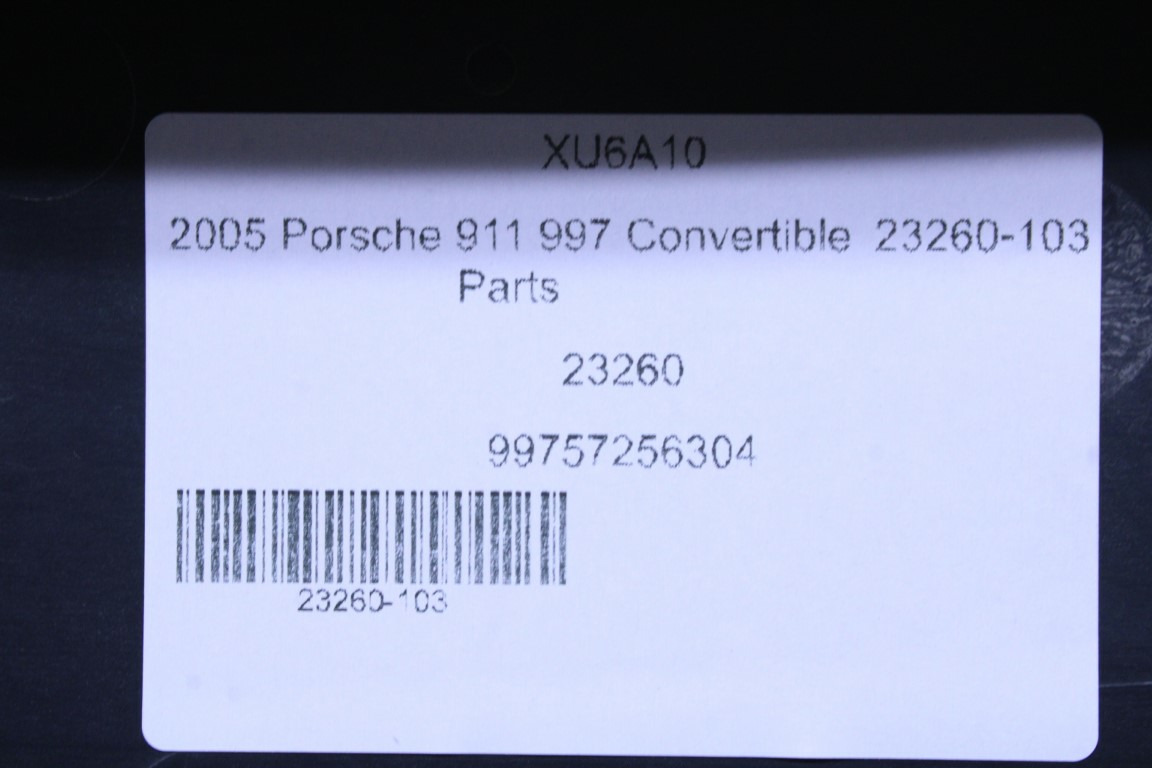 XU6A10
2005 Porsche 911 997 Convertible 23260-103
Parts
23260
99757256304
23260-103